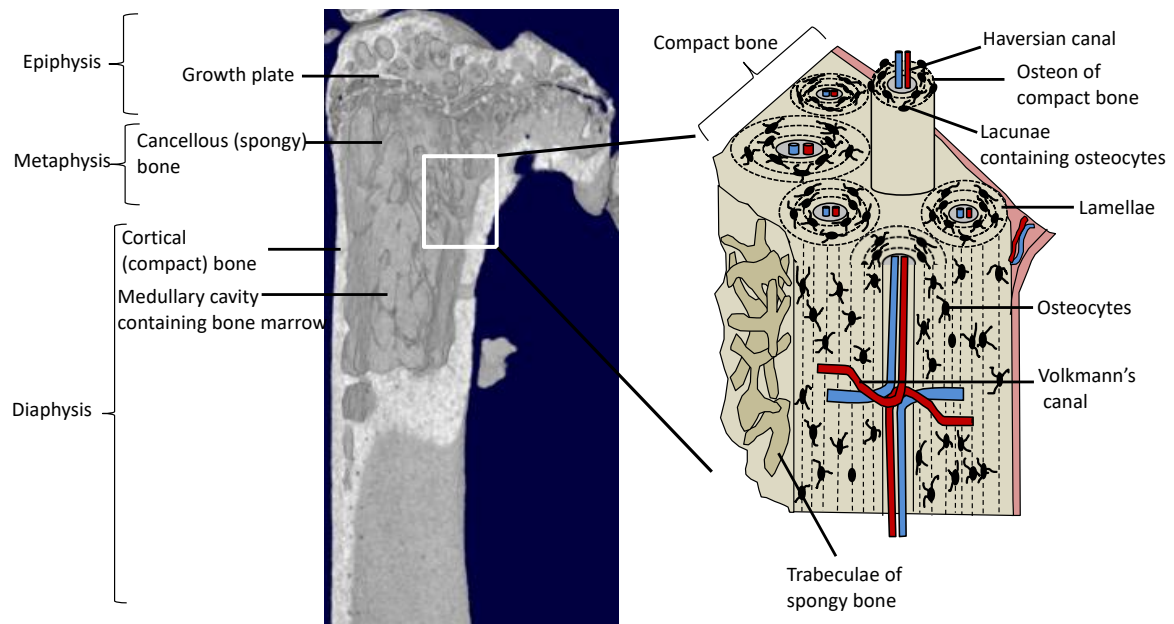 Epiphysis
Growth plate
Metaphysis
Cancellous (spongy)
bone
Diaphysis
Cortical
(compact) bone
Medullary cavity
containing bone marrow
Compact bone
Haversian canal
Osteon of
compact bone
Lacunae
containing osteocytes
Lamellae
Osteocytes
Volkmann’s
canal
Trabeculae of
spongy bone